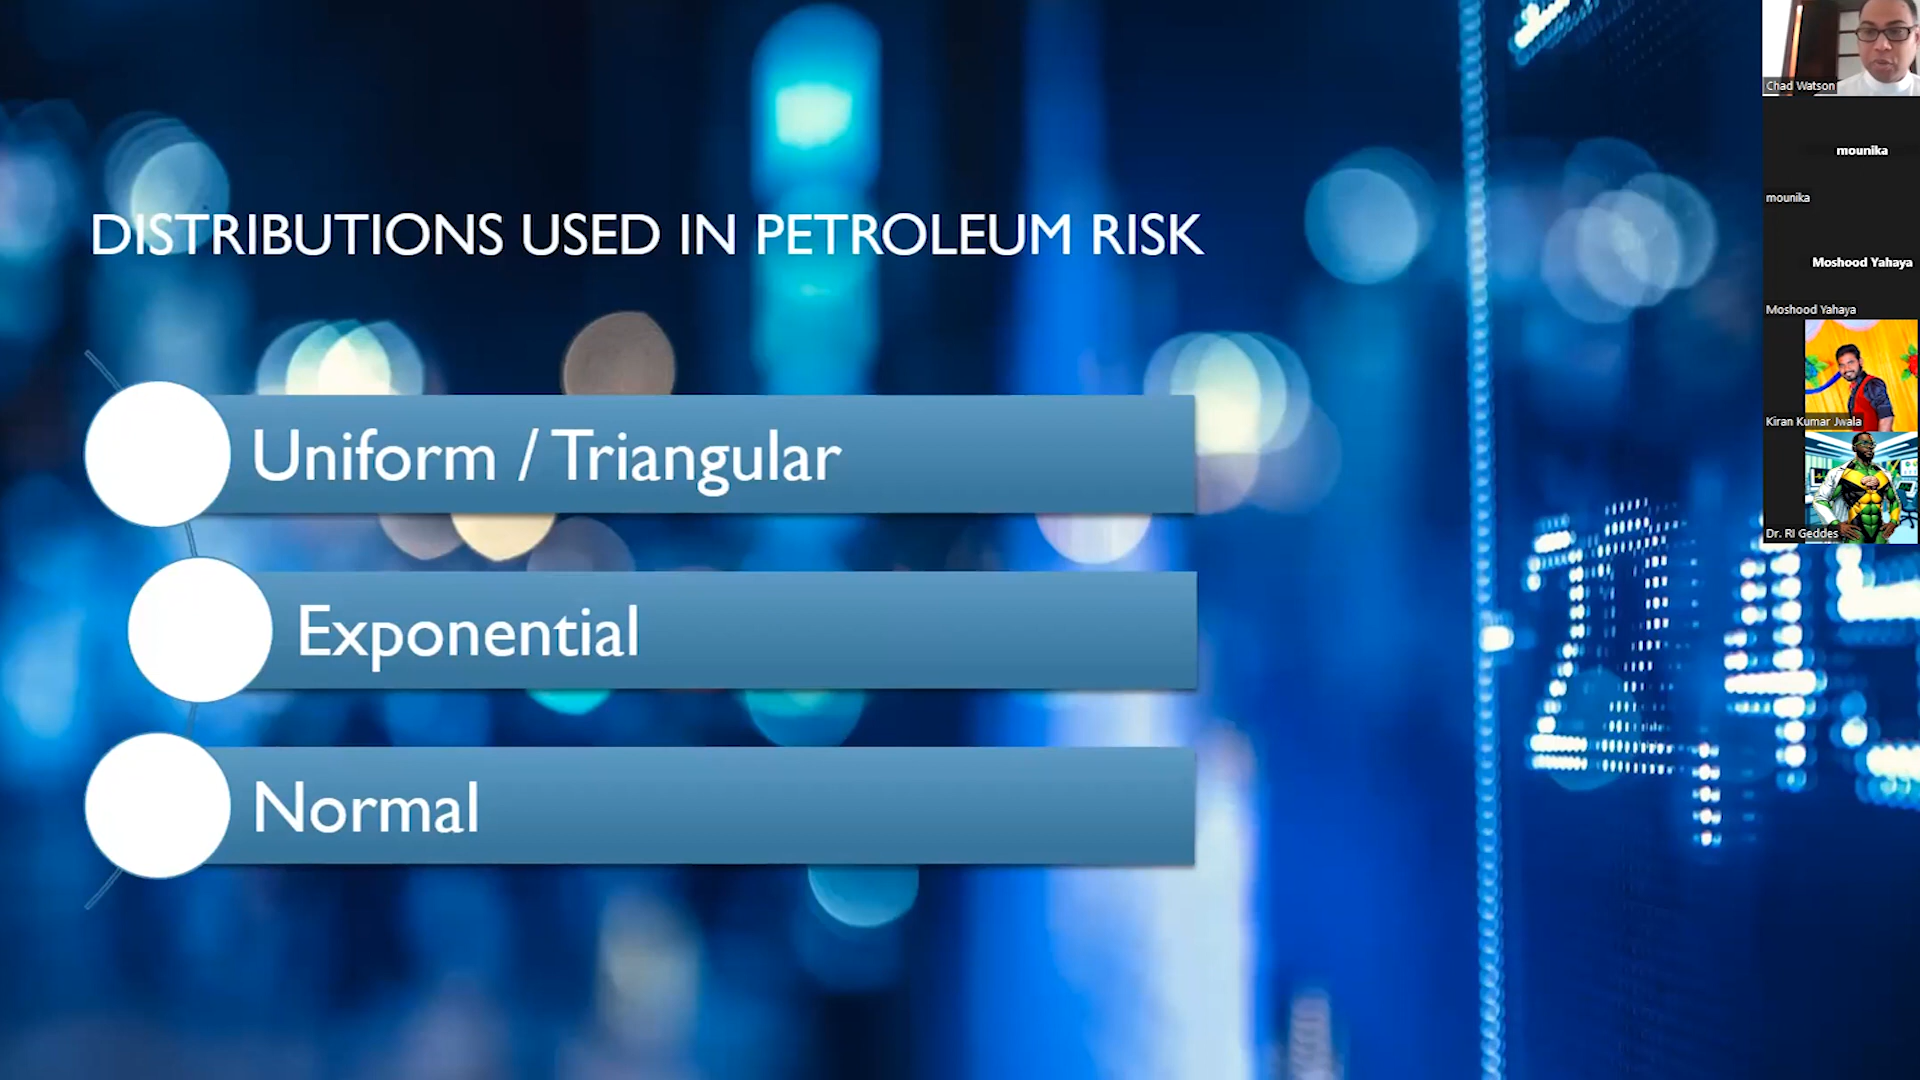 DISTRIBUTIONS USED IN PETROLEUM RISK
Uniform / Triangular
Exponential
Normal
Chad Watson
mounika
mounika
Moshood Yahaya
Moshood Yahaya
Kiran Kumar Jwala
Dr. RI Geddes